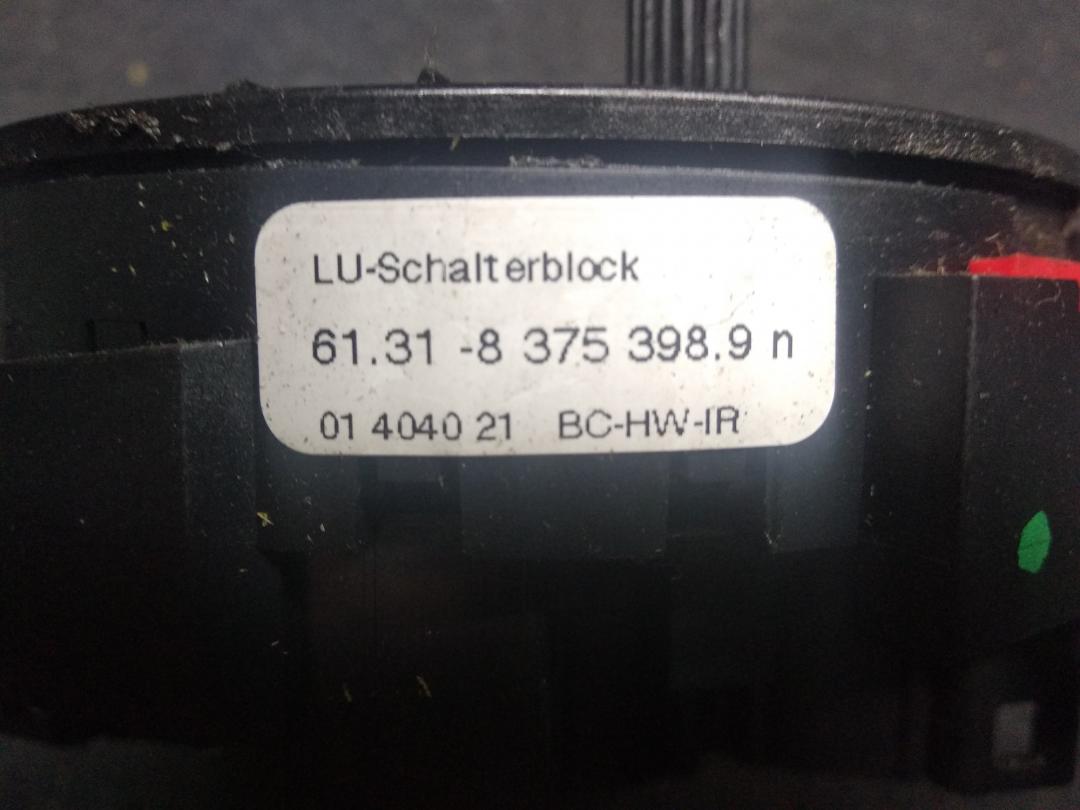 LU-Schalterblock
61.31 -8 375 398.9 n
01 4040 21 BC-HW-IR